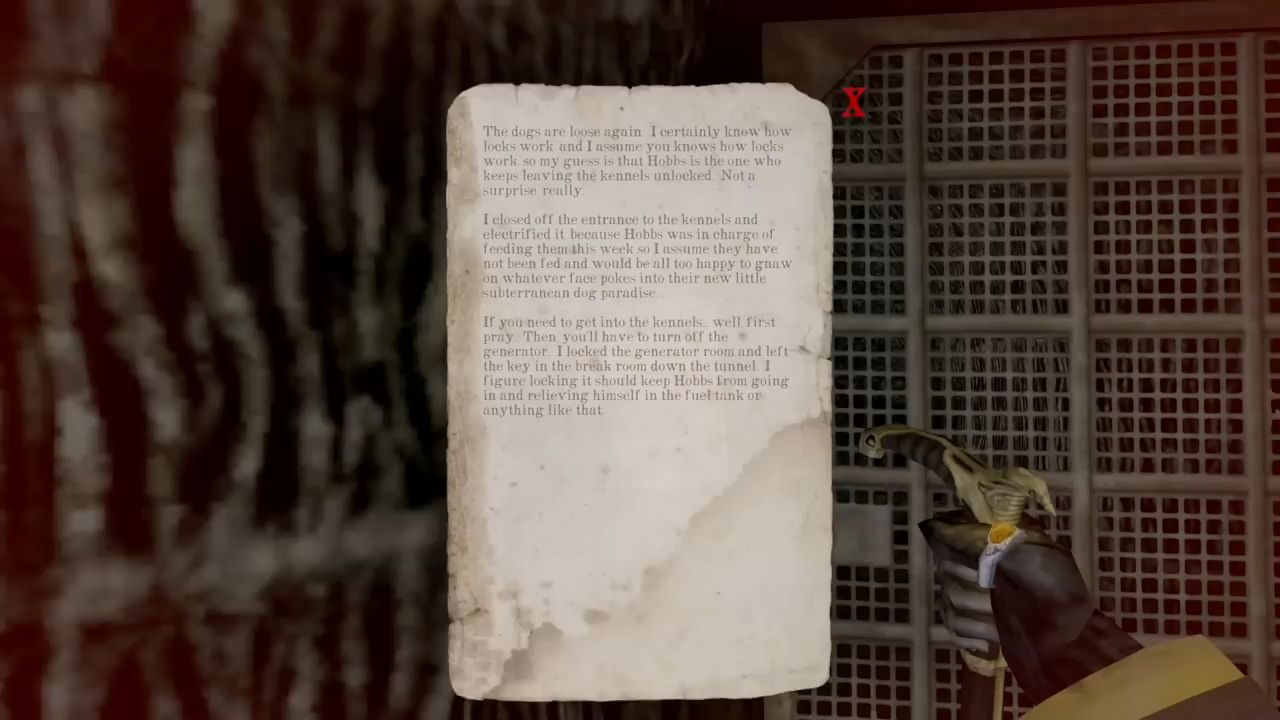 The dogs are loose again. I certainly know how
locks work and I assume you knows how locks
work so my guess is that Hobbs is the one who
keeps leaving the kennels unlocked. Not a
surprise really.
I closed off the entrance to the kennels and
electrified it because Hobbs was in charge of
feeding them this week so I assume they have
not been fed and would be all too happy to gnaw
on whatever face pokes into their new little
subterranean dog paradise.
If you need to get into the kennels... well, first
pray. Then you'll have to turn off the
generator. I locked the generator room and left
the key in the break room down the tunnel. I
figure locking it should keep Hobbs from going
in and relieving himself in the fuel tank or
anything like that.
X